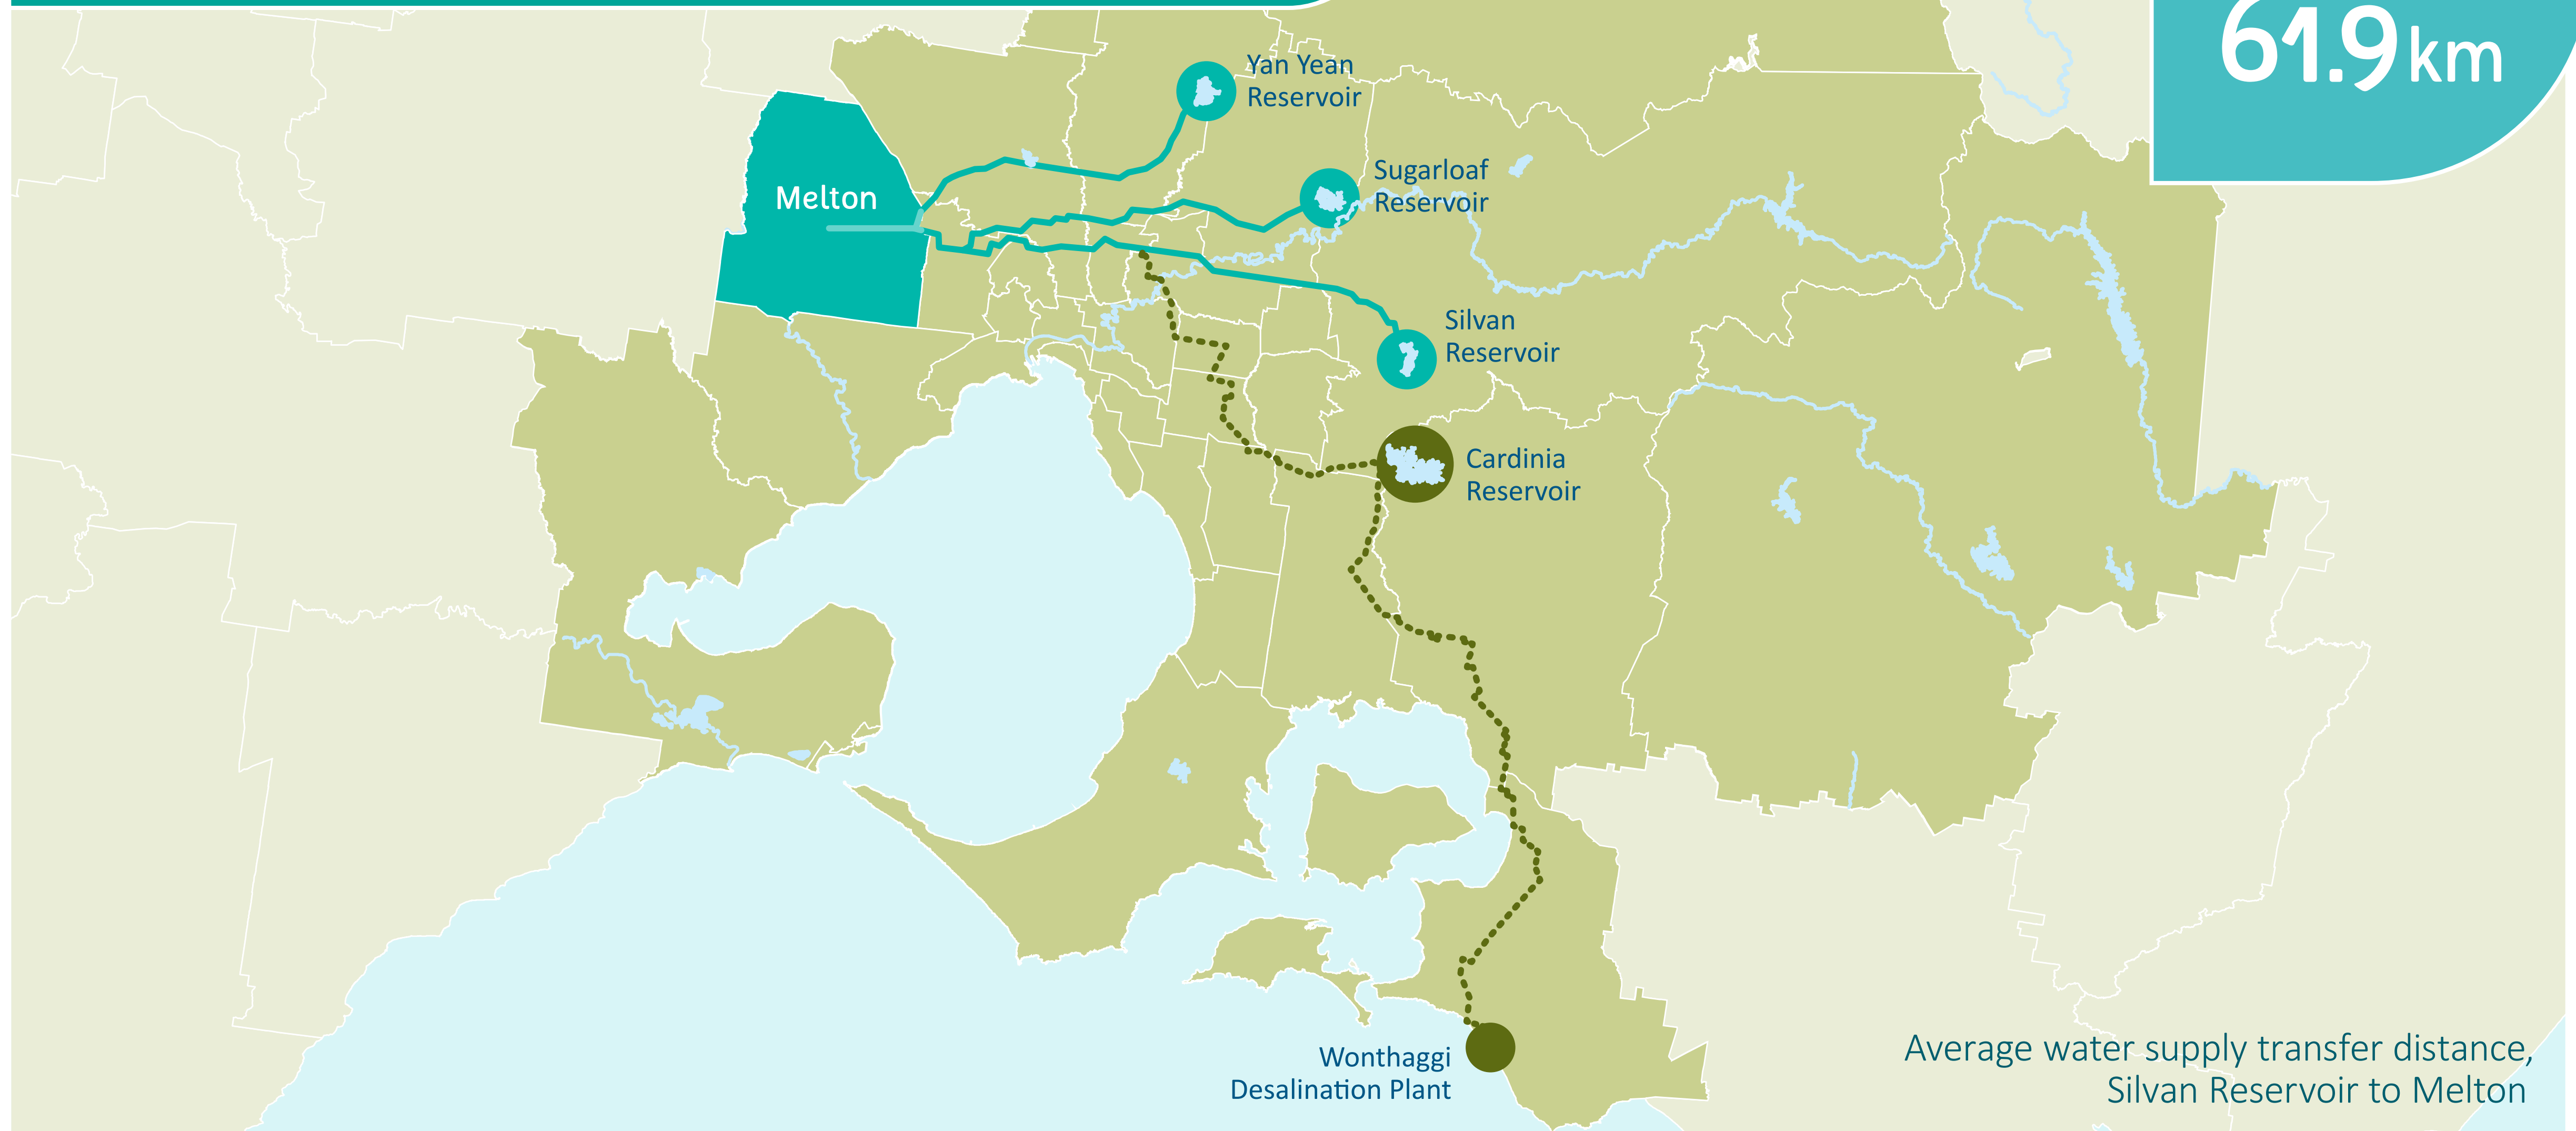 61.9km
Yan Yean
Reservoir
Sugarloaf
Reservoir
Melton
Silvan
Reservoir
Cardinia
Reservoir
Wonthaggi
Desalination Plant
Average water supply transfer distance,
Silvan Reservoir to Melton